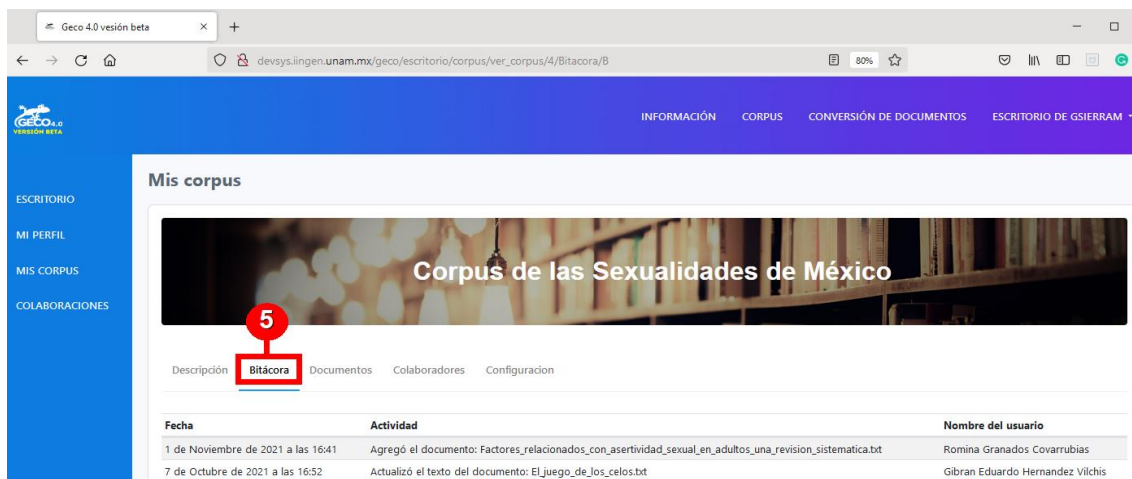 Geco 4.0 vesión beta
devsys.iingen.unam.mx/geco/escritorio/corpus/ver_corpus/4/Bitacora/B
80%
GECO 4.0
VERSIÓN BETA
INFORMACIÓN CORPUS CONVERSIÓN DE DOCUMENTOS ESCRITORIO DE GSIERRAM
ESCRITORIO
MI PERFIL
MIS CORPUS
COLABORACIONES
Mis corpus
Corpus de las Sexualidades de México
5
Descripción Bitácora Documentos Colaboradores Configuracion
Fecha Actividad Nombre del usuario
1 de Noviembre de 2021 a las 16:41 Agregó el documento: Factores_relacionados_con_asertividad_sexual_en_adultos_una_revision_sistematica.txt Romina Granados Covarrubias
7 de Octubre de 2021 a las 16:52 Actualizó el texto del documento: El_juego_de_los_celos.txt Gibran Eduardo Hernandez Vilchis